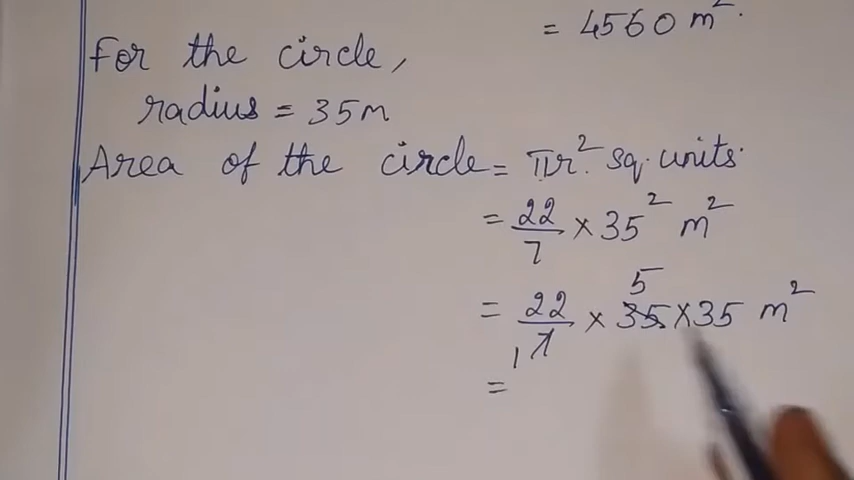 = 4560 m².
For the circle,
radius = 35m
Area of the circle = πr² sq. units.
= 22/7 × 35² m²
5
= 22/7 × 35 × 35 m²
1
=